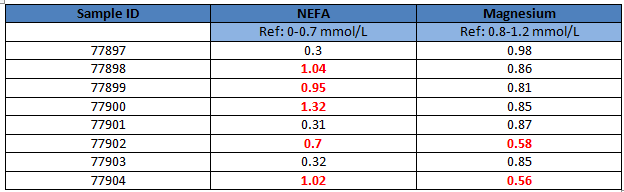 Sample ID NEFA Magnesium
Ref: 0-0.7 mmol/L Ref: 0.8-1.2 mmol/L
77897 0.3 0.98
77898 1.04 0.86
77899 0.95 0.81
77900 1.32 0.85
77901 0.31 0.87
77902 0.7 0.58
77903 0.32 0.85
77904 1.02 0.56